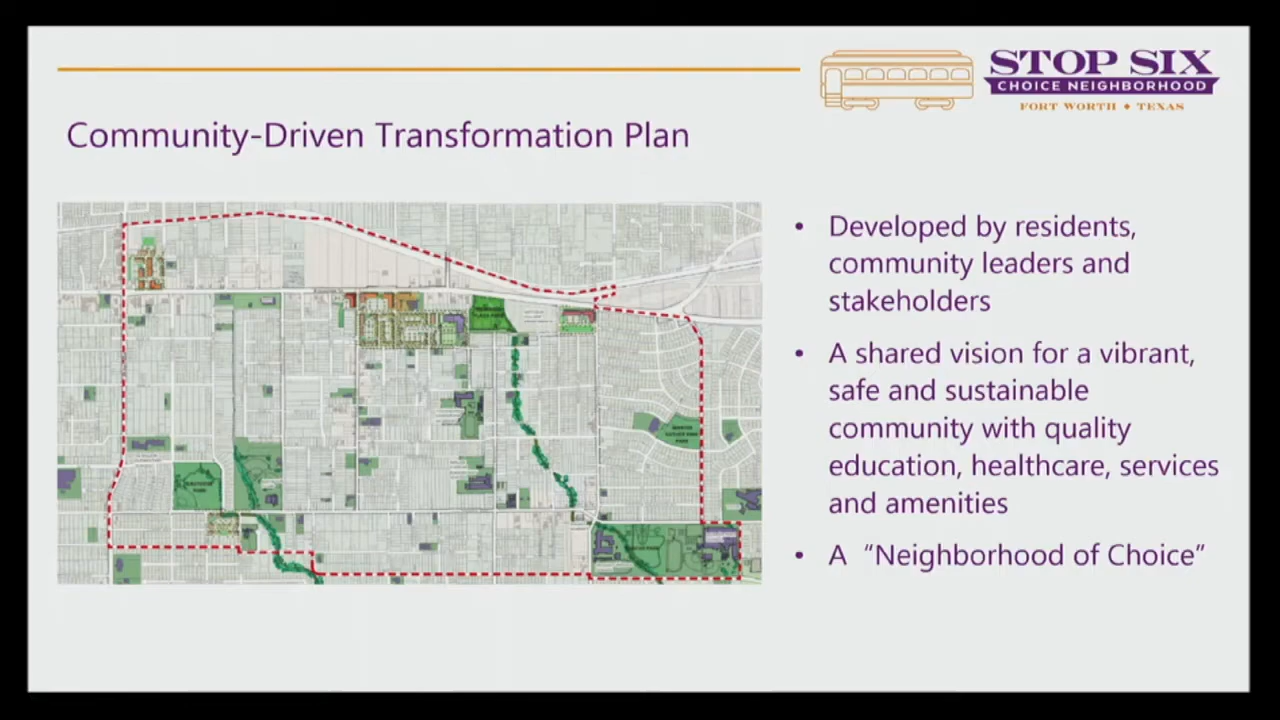 STOP SIX
CHOICE NEIGHBORHOOD
FORT WORTH ♦ TEXAS
Community-Driven Transformation Plan
• Developed by residents,
community leaders and
stakeholders
• A shared vision for a vibrant,
safe and sustainable
community with quality
education, healthcare, services
and amenities
• A “Neighborhood of Choice”